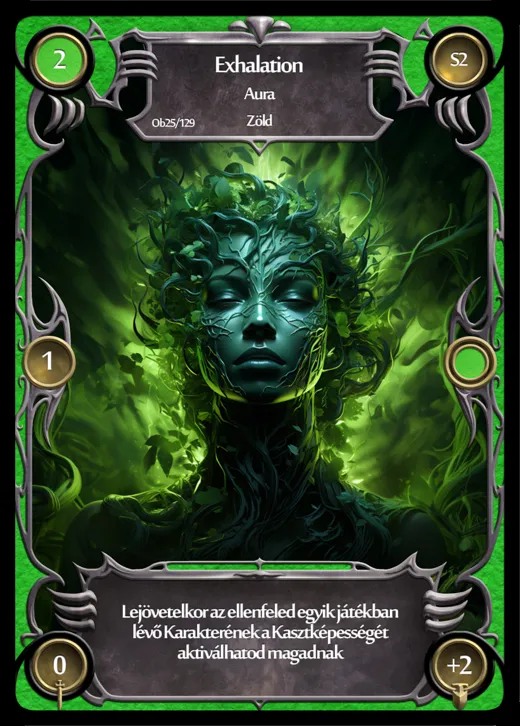 2
Exhalation
S2
Aura
Ob25/129
Zöld
1
Lejövetelkor az ellenfeled egyik játékban
lévő Karakterének a Kasztképességét
aktiválhatod magadnak
0
+2